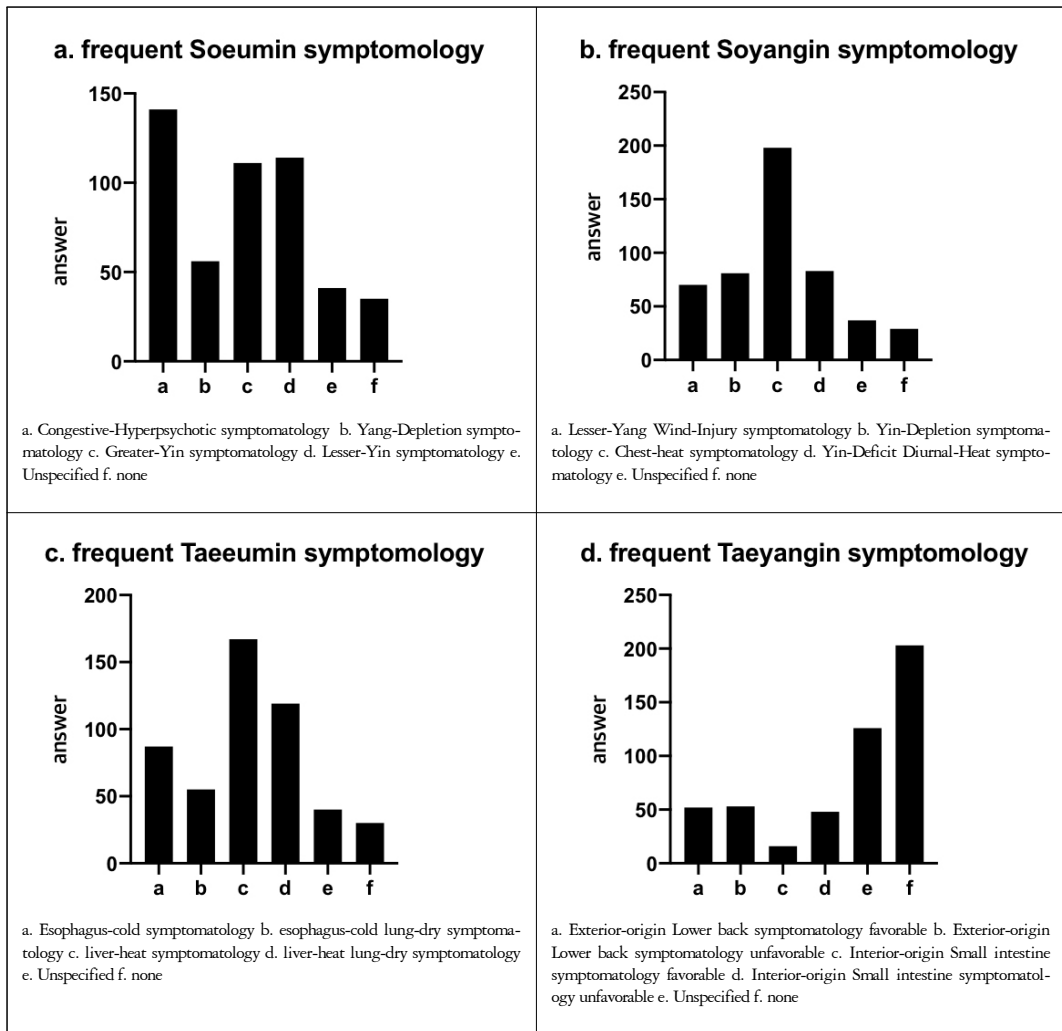 a. frequent Soeumin symptomology
150
100
50
0
answer
a b c d e f
a. Congestive-Hyperpsychotic symptomatology b. Yang-Depletion sympto-
matology c. Greater-Yin symptomatology d. Lesser-Yin symptomatology e.
Unspecified f. none
b. frequent Soyangin symptomology
250
200
150
100
50
0
answer
a b c d e f
a. Lesser-Yang Wind-Injury symptomatology b. Yin-Depletion symptoma-
tology c. Chest-heat symptomatology d. Yin-Deficit Diurnal-Heat sympto-
matology e. Unspecified f. none
c. frequent Taeeumin symptomology
200
150
100
50
0
answer
a b c d e f
a. Esophagus-cold symptomatology b. esophagus-cold lung-dry symptoma-
tology c. liver-heat symptomatology d. liver-heat lung-dry symptomatology
e. Unspecified f. none
d. frequent Taeyangin symptomology
250
200
150
100
50
0
answer
a b c d e f
a. Exterior-origin Lower back symptomatology favorable b. Exterior-origin
Lower back symptomatology unfavorable c. Interior-origin Small intestine
symptomatology favorable d. Interior-origin Small intestine symptomatol-
ogy unfavorable e. Unspecified f. none